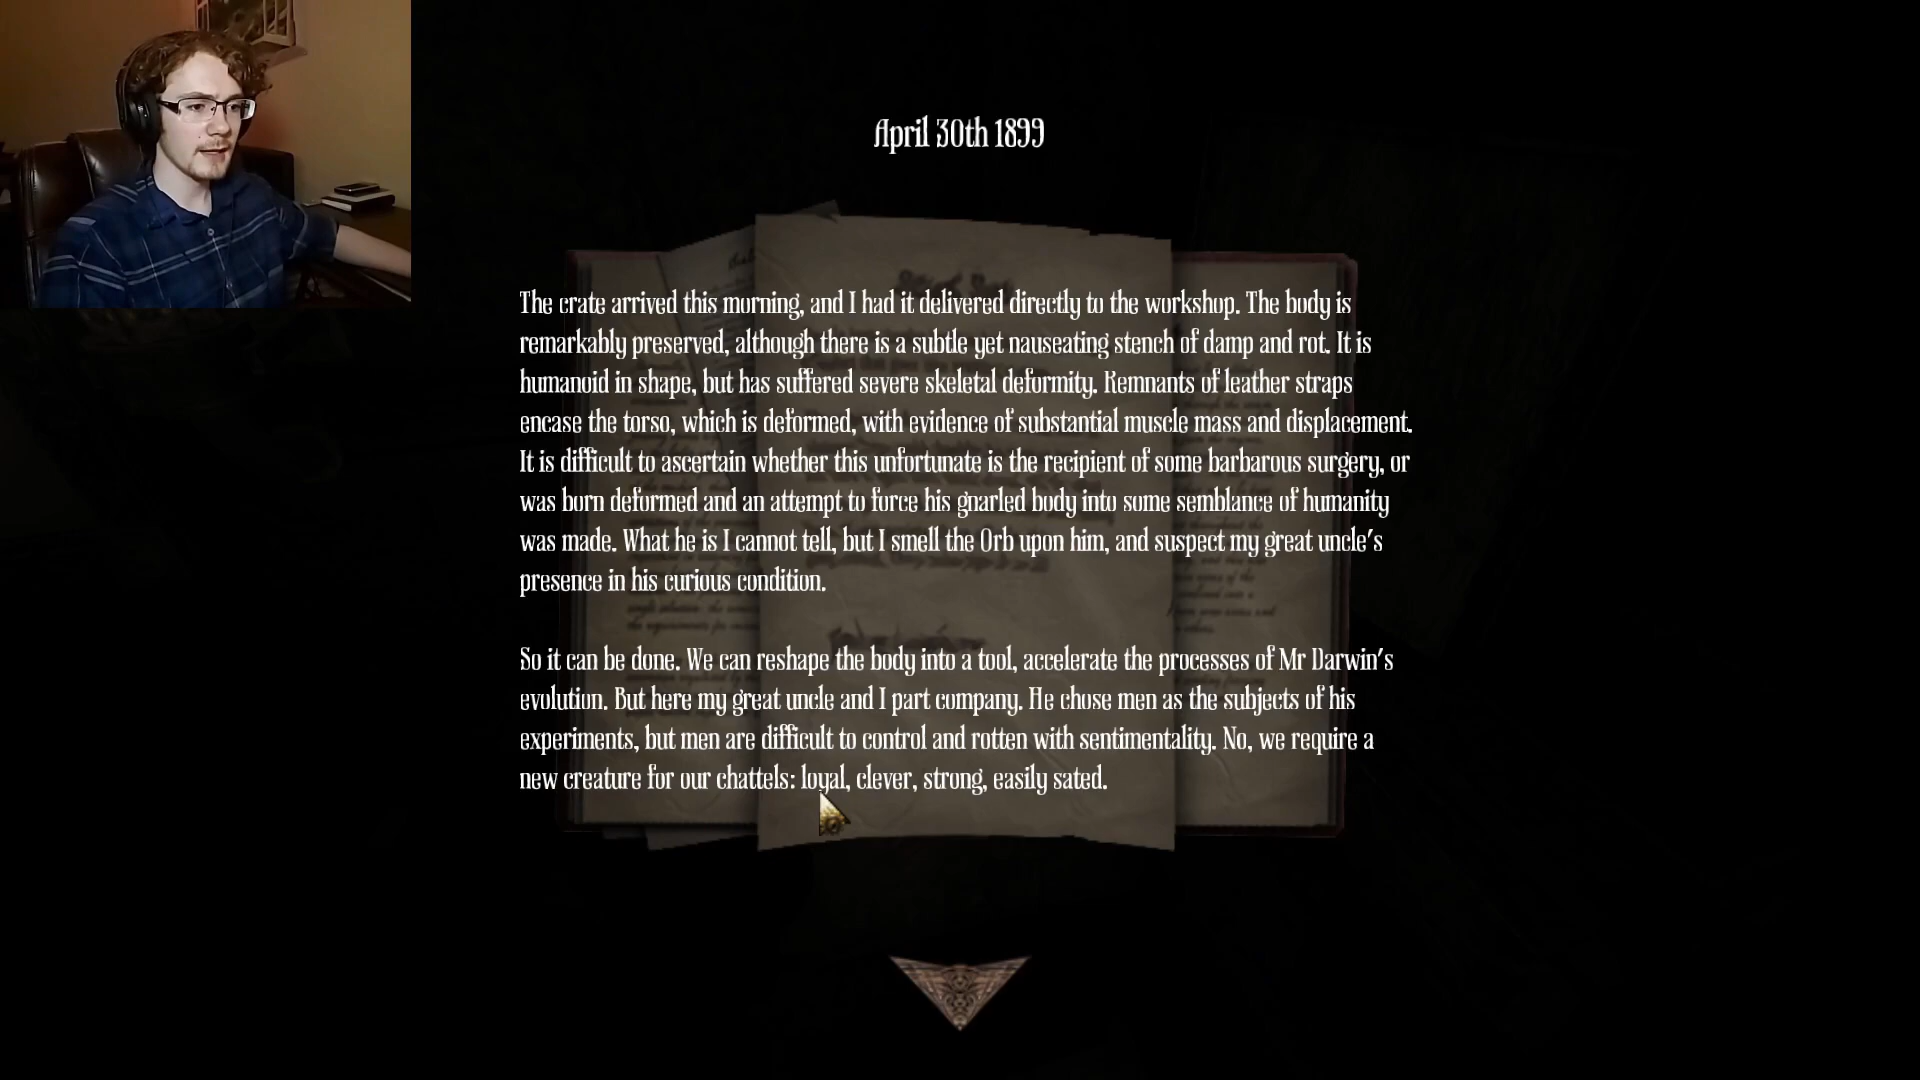 April 30th 1899
The crate arrived this morning, and I had it delivered directly to the workshop. The body is
remarkably preserved, although there is a subtle yet nauseating stench of damp and rot. It is
humanoid in shape, but has suffered severe skeletal deformity. Remnants of leather straps
encase the torso, which is deformed, with evidence of substantial muscle mass and displacement.
It is difficult to ascertain whether this unfortunate is the recipient of some barbarous surgery, or
was born deformed and an attempt to force his gnarled body into some semblance of humanity
was made. What he is I cannot tell, but I smell the Orb upon him, and suspect my great uncle's
presence in his curious condition.
So it can be done. We can reshape the body into a tool, accelerate the processes of Mr Darwin's
evolution. But here my great uncle and I part company. He chose men as the subjects of his
experiments, but men are difficult to control and rotten with sentimentality. No, we require a
new creature for our chattels: loyal, clever, strong, easily sated.